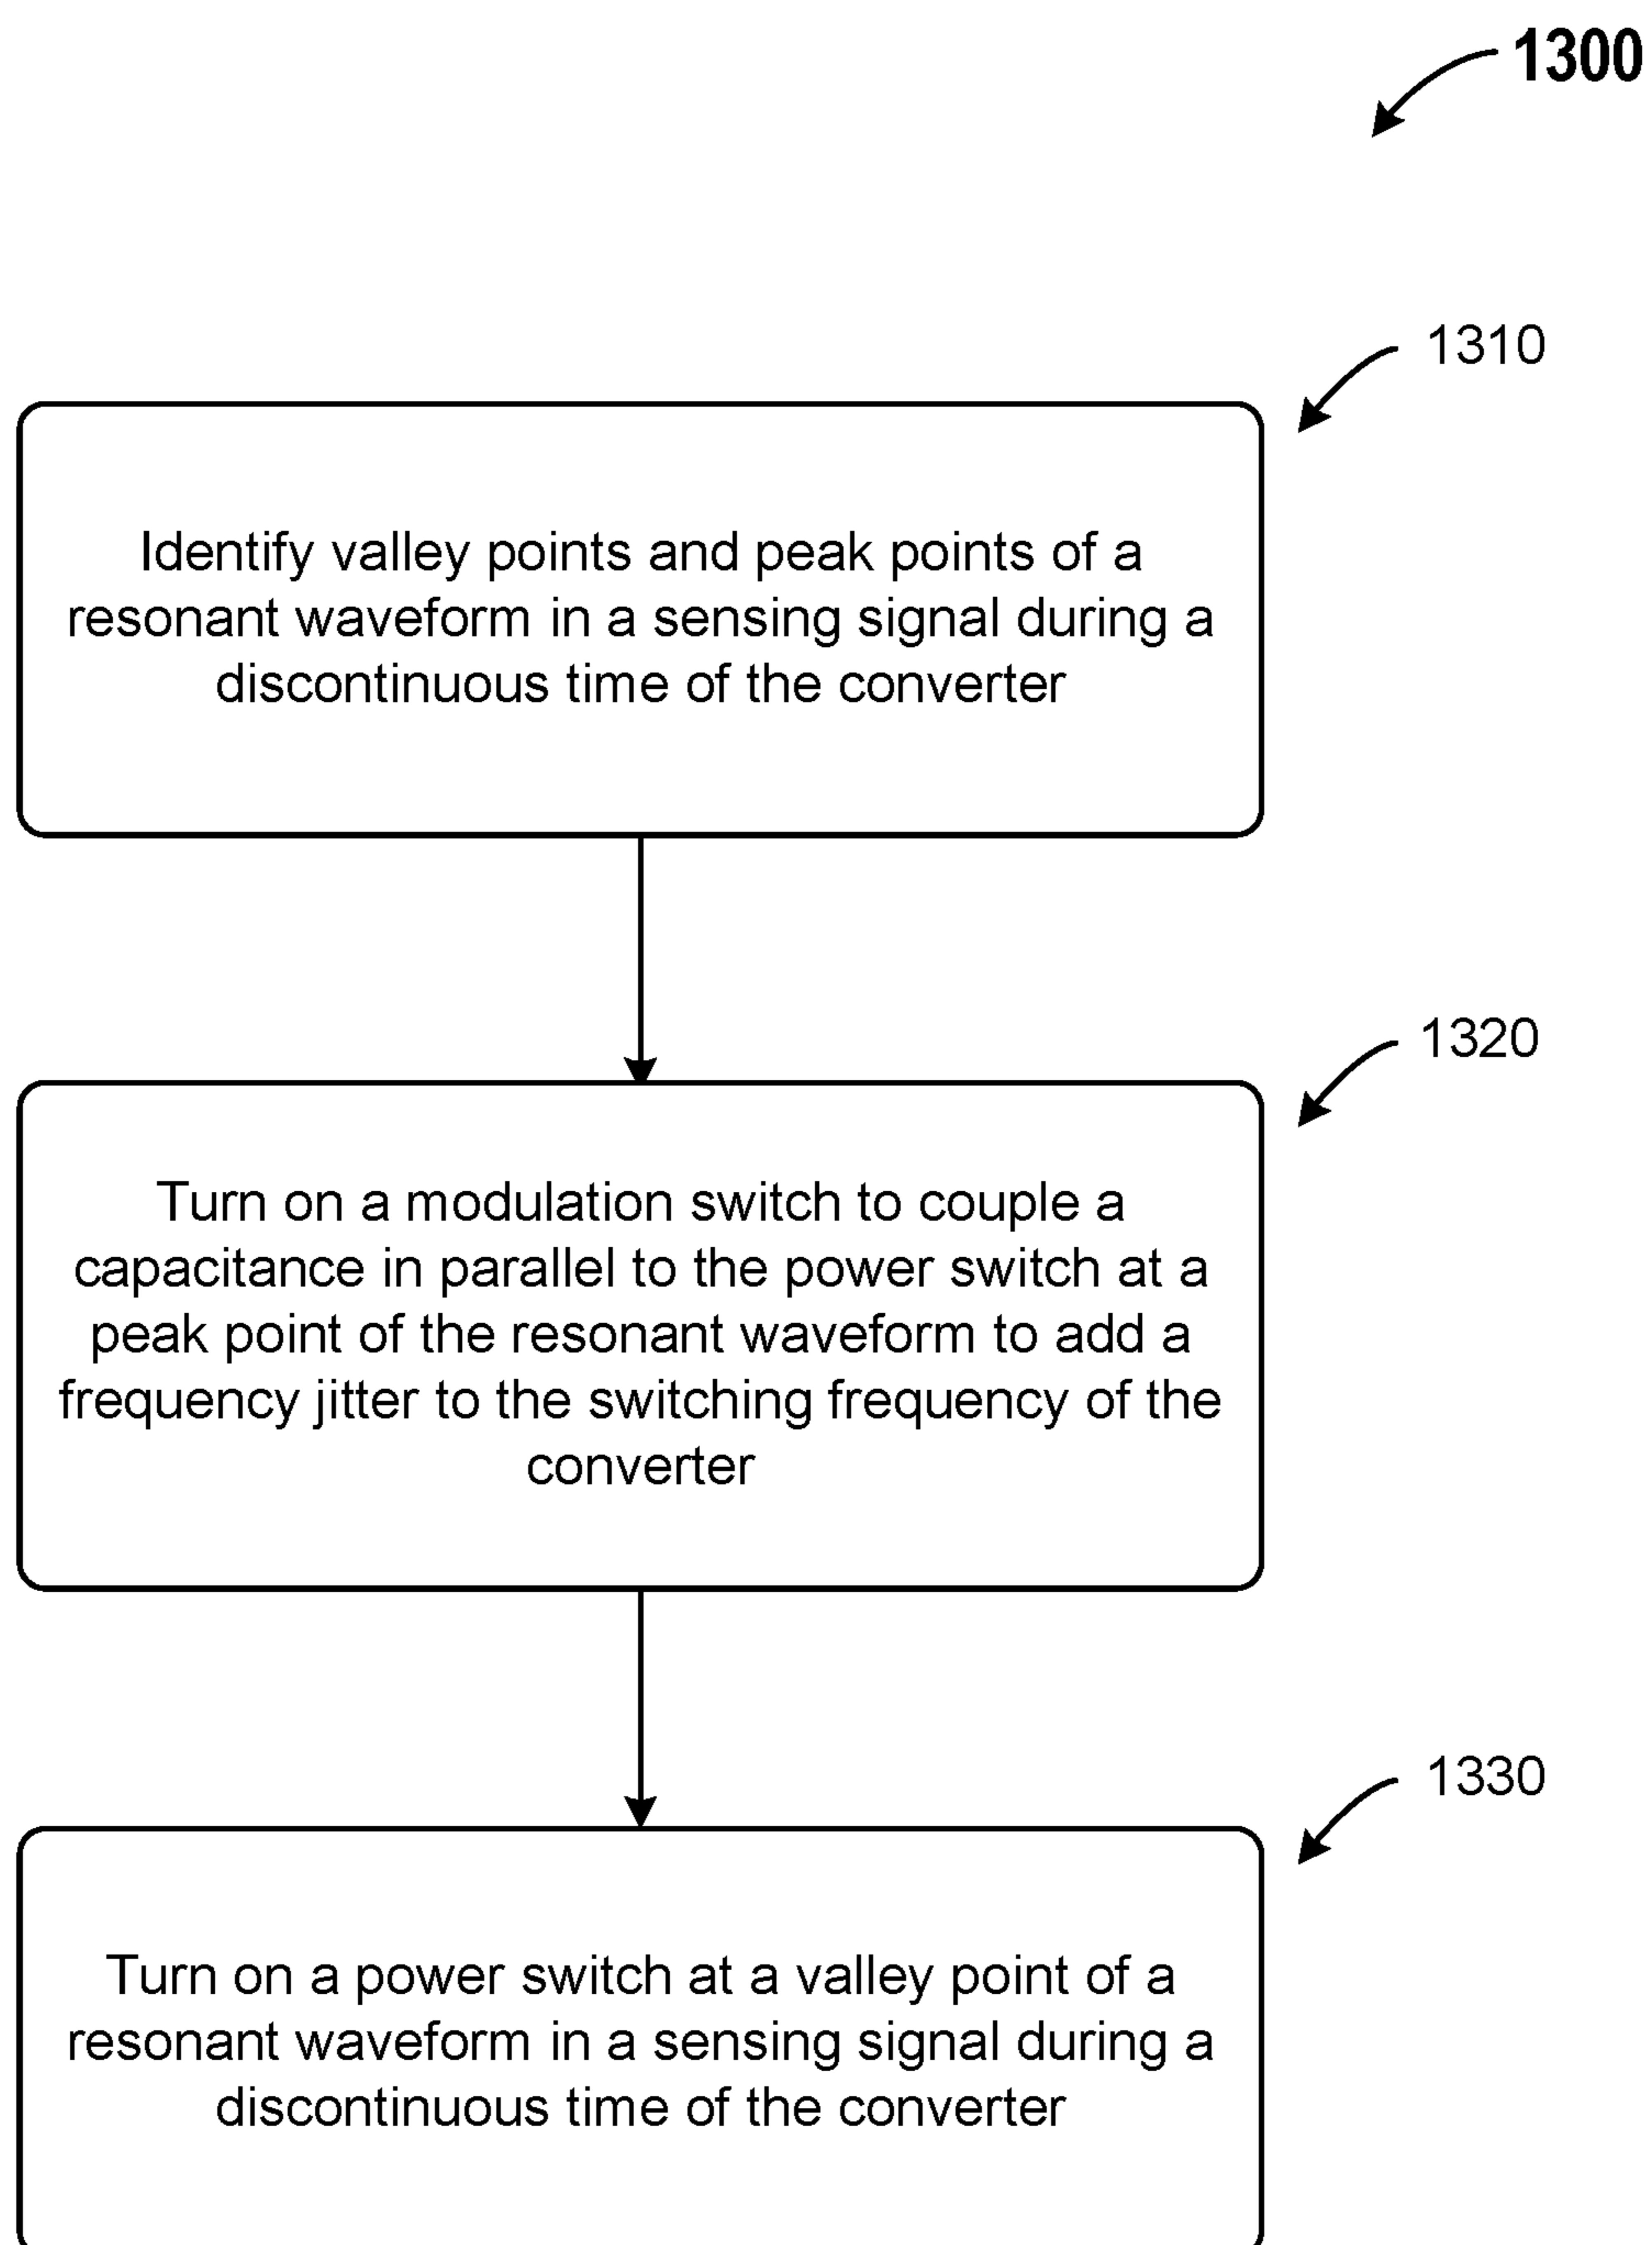 1300
1310
Identify valley points and peak points of a
resonant waveform in a sensing signal during a
discontinuous time of the converter
1320
Turn on a modulation switch to couple a
capacitance in parallel to the power switch at a
peak point of the resonant waveform to add a
frequency jitter to the switching frequency of the
converter
1330
Turn on a power switch at a valley point of a
resonant waveform in a sensing signal during a
discontinuous time of the converter